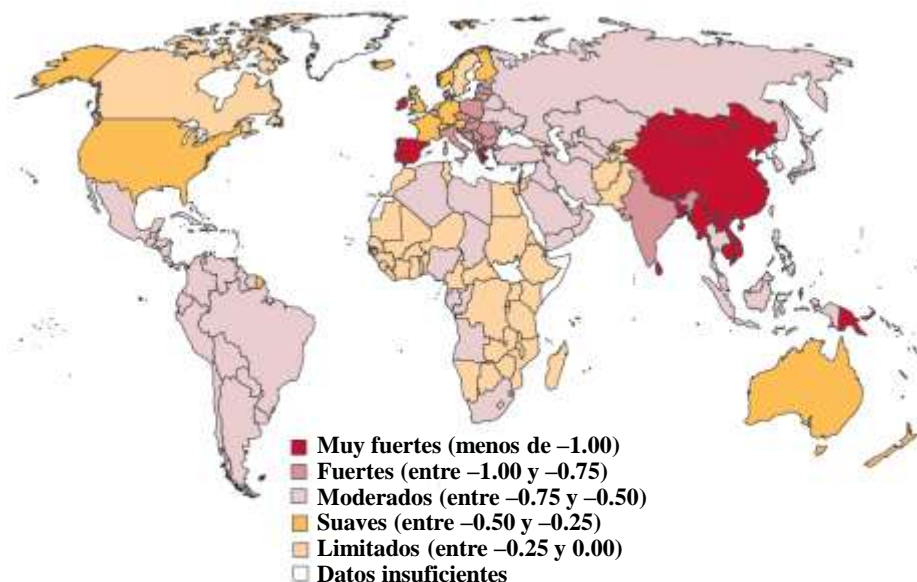 Muy fuertes (menos de –1.00)
Fuertes (entre –1.00 y –0.75)
Moderados (entre –0.75 y –0.50)
Suaves (entre –0.50 y –0.25)
Limitados (entre –0.25 y 0.00)
Datos insuficientes